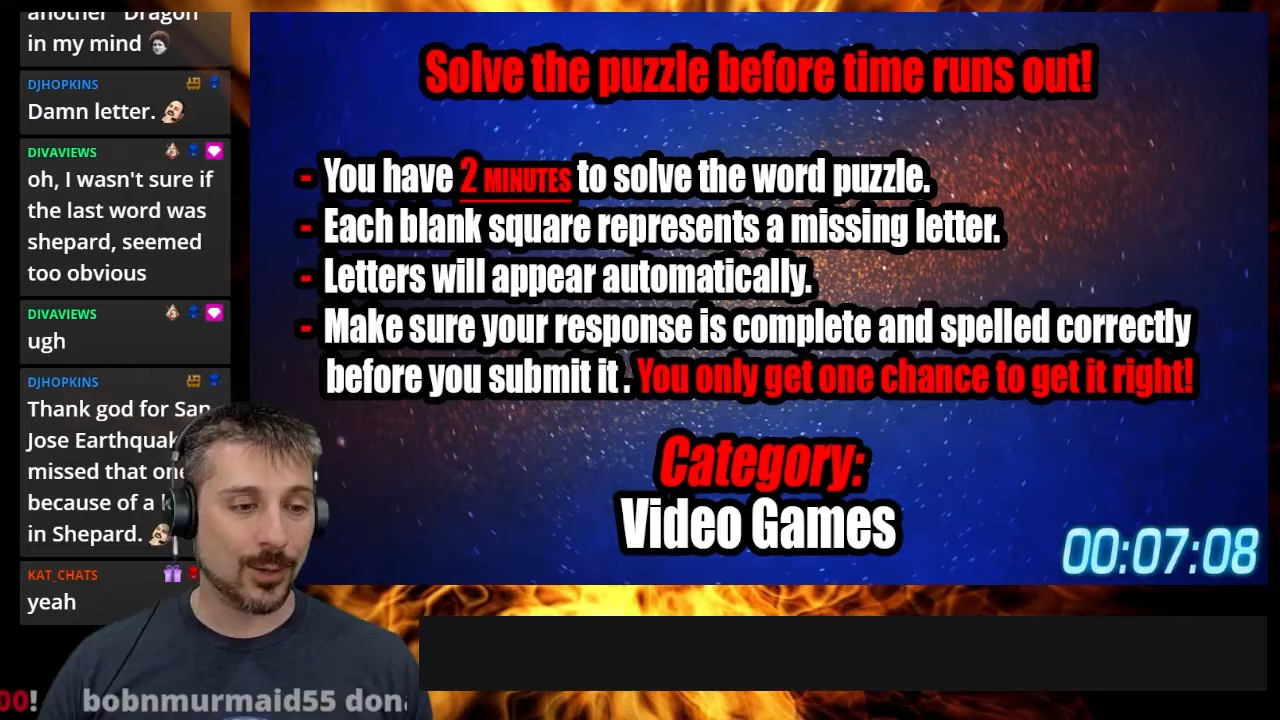 another "Dragon"
in my mind
DJHOPKINS
Damn letter.
DIVAVIEWS
oh, I wasn't sure if
the last word was
shepard, seemed
too obvious
DIVAVIEWS
ugh
DJHOPKINS
Thank god for San
Jose Earthquak
missed that one
because of a k
in Shepard.
KAT_CHATS
yeah
Solve the puzzle before time runs out!
- You have 2 MINUTES to solve the word puzzle.
- Each blank square represents a missing letter.
- Letters will appear automatically.
- Make sure your response is complete and spelled correctly
before you submit it . You only get one chance to get it right!
Category:
Video Games
00:07:08
00! bobnmurmaid55 dona